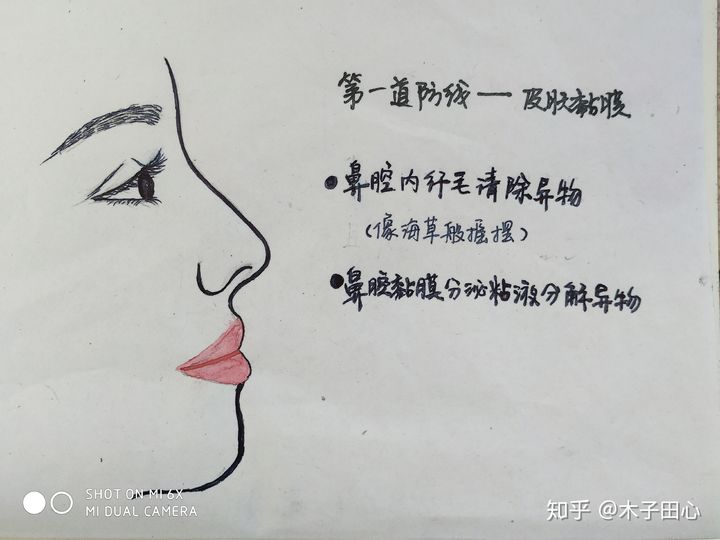 第一道防线一皮肤黏膜
●鼻腔内纤毛清除异物
(像海草般摇摆)
●鼻腔黏膜分泌粘液分解异物
SHOT ON MI 6X
MI DUAL CAMERA
知乎 @木子田心